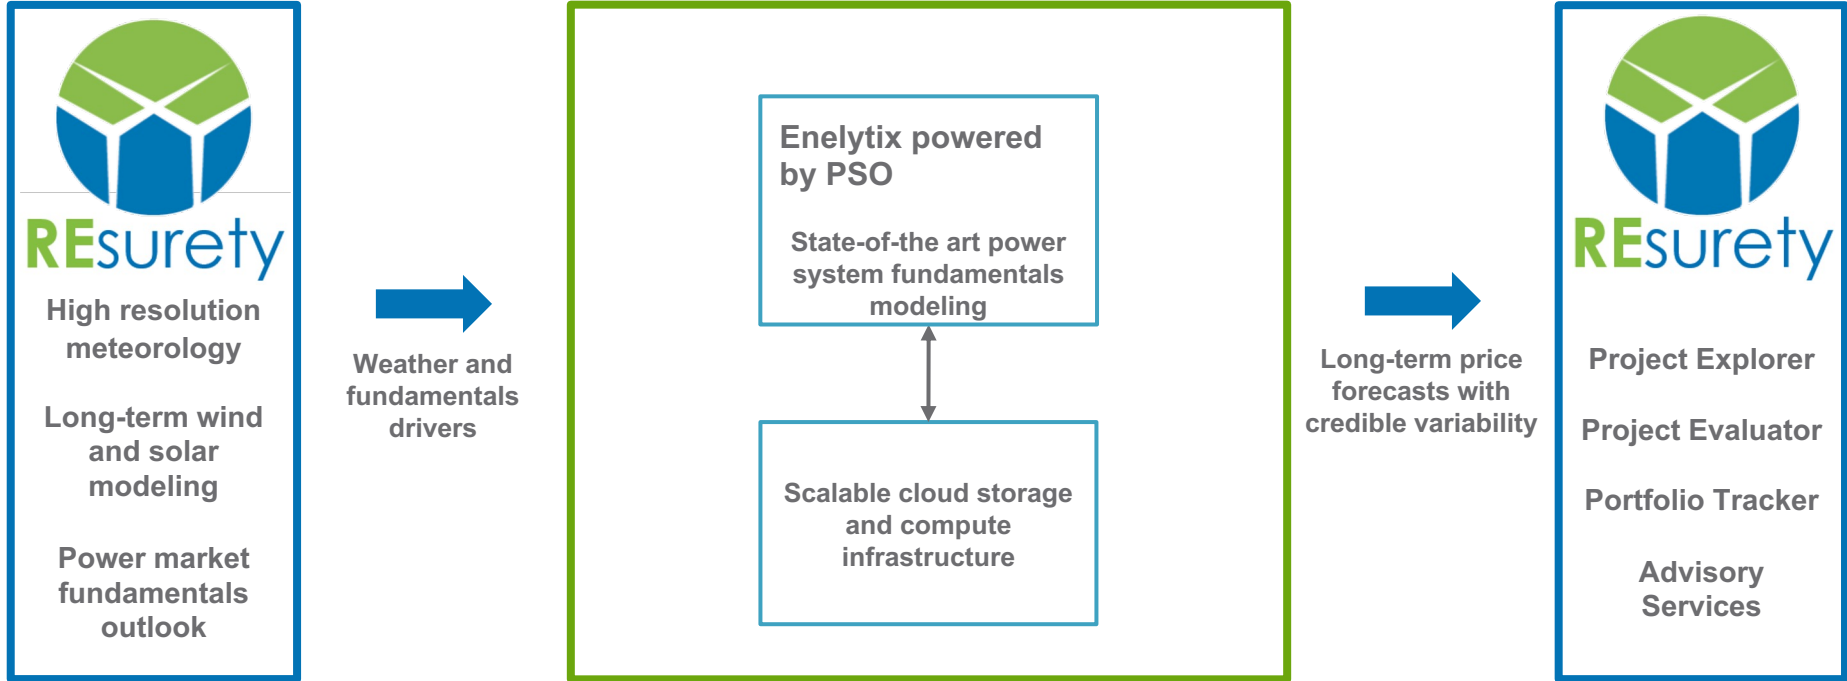 REsurety
High resolution
meteorology
Long-term wind
and solar
modeling
Power market
fundamentals
outlook
Weather and
fundamentals
drivers
Enelytix powered
by PSO
State-of-the art power
system fundamentals
modeling
Scalable cloud storage
and compute
infrastructure
Long-term price
forecasts with
credible variability
REsurety
Project Explorer
Project Evaluator
Portfolio Tracker
Advisory
Services